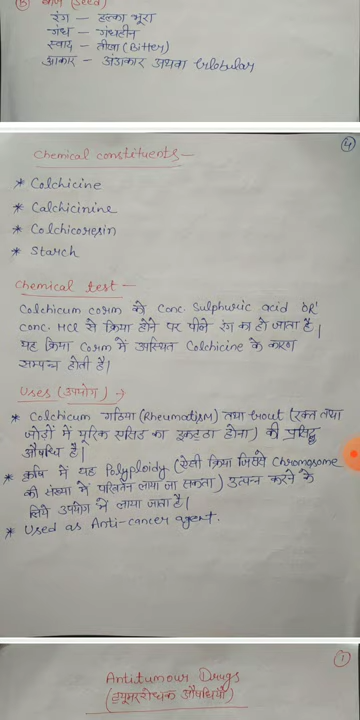 (b) बीज (Seed)
रंग — हल्का भूरा
गंध — गंधहीन
स्वाद — तीखा (Bitter)
आकार — अंडाकार अथवा Globular
4
Chemical constituents—
* Colchicine
* Calchicinine
* Colchicoresin
* Starch
Chemical test—
Colchicum corm को Conc. Sulphuric acid OR'
Conc. HCl से क्रिया होने पर पीले रंग का हो जाता है|
यह क्रिया Corm में उपस्थित Colchicine के कारण
सम्पन्न होती है|
Uses (उपयोग) →
* Colchicum गठिया (Rheumatism) तथा Gout (रक्त तथा
जोड़ों में यूरिक एसिड का इकट्ठा होना) की प्रसिद्ध
औषधि है|
* कृषि में यह Polyploidy (ऐसी क्रिया जिससे Chromosome
की संख्या में परिवर्तन लाया जा सकता) उत्पन्न करने के
लिये उपयोग में लाया जाता है|
* Used as Anti-cancer agent.
1
Antitumour Drugs
(ट्यूमररोधक औषधियाँ)